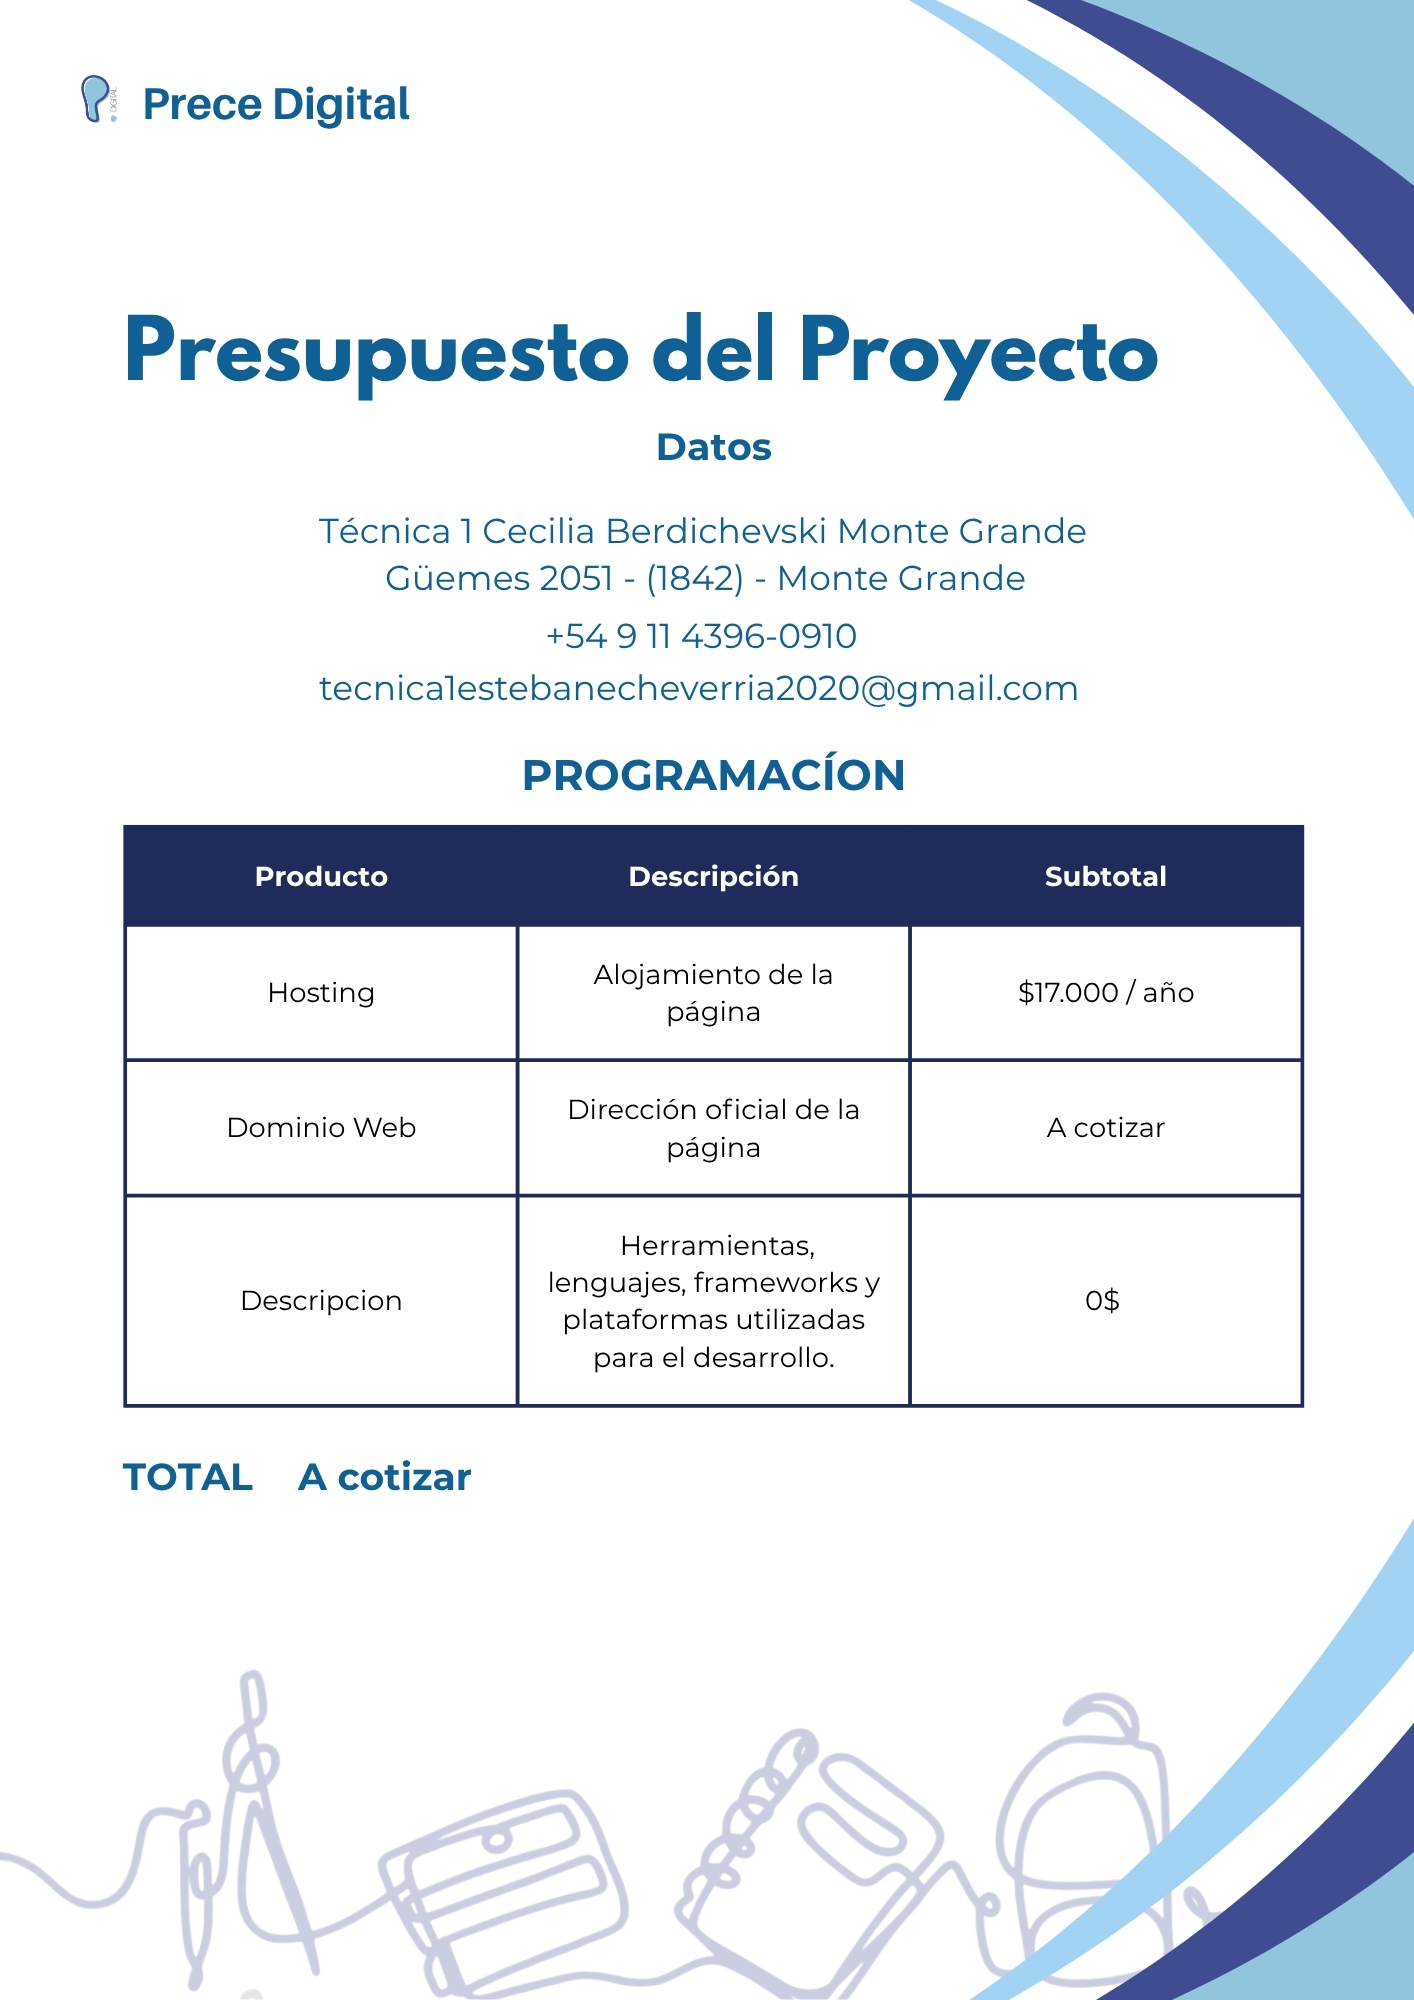 DIGITAL
Prece Digital
Presupuesto del Proyecto
Datos
Técnica 1 Cecilia Berdichevski Monte Grande
Güemes 2051 - (1842) - Monte Grande
+54 9 11 4396-0910
tecnica1estebanecheverria2020@gmail.com
PROGRAMACÍON
Producto Descripción Subtotal
Hosting
Alojamiento de la
página
$17.000 / año
Dominio Web
Dirección oficial de la
página
A cotizar
Descripcion
Herramientas,
lenguajes, frameworks y
plataformas utilizadas
para el desarrollo.
0$
TOTAL A cotizar